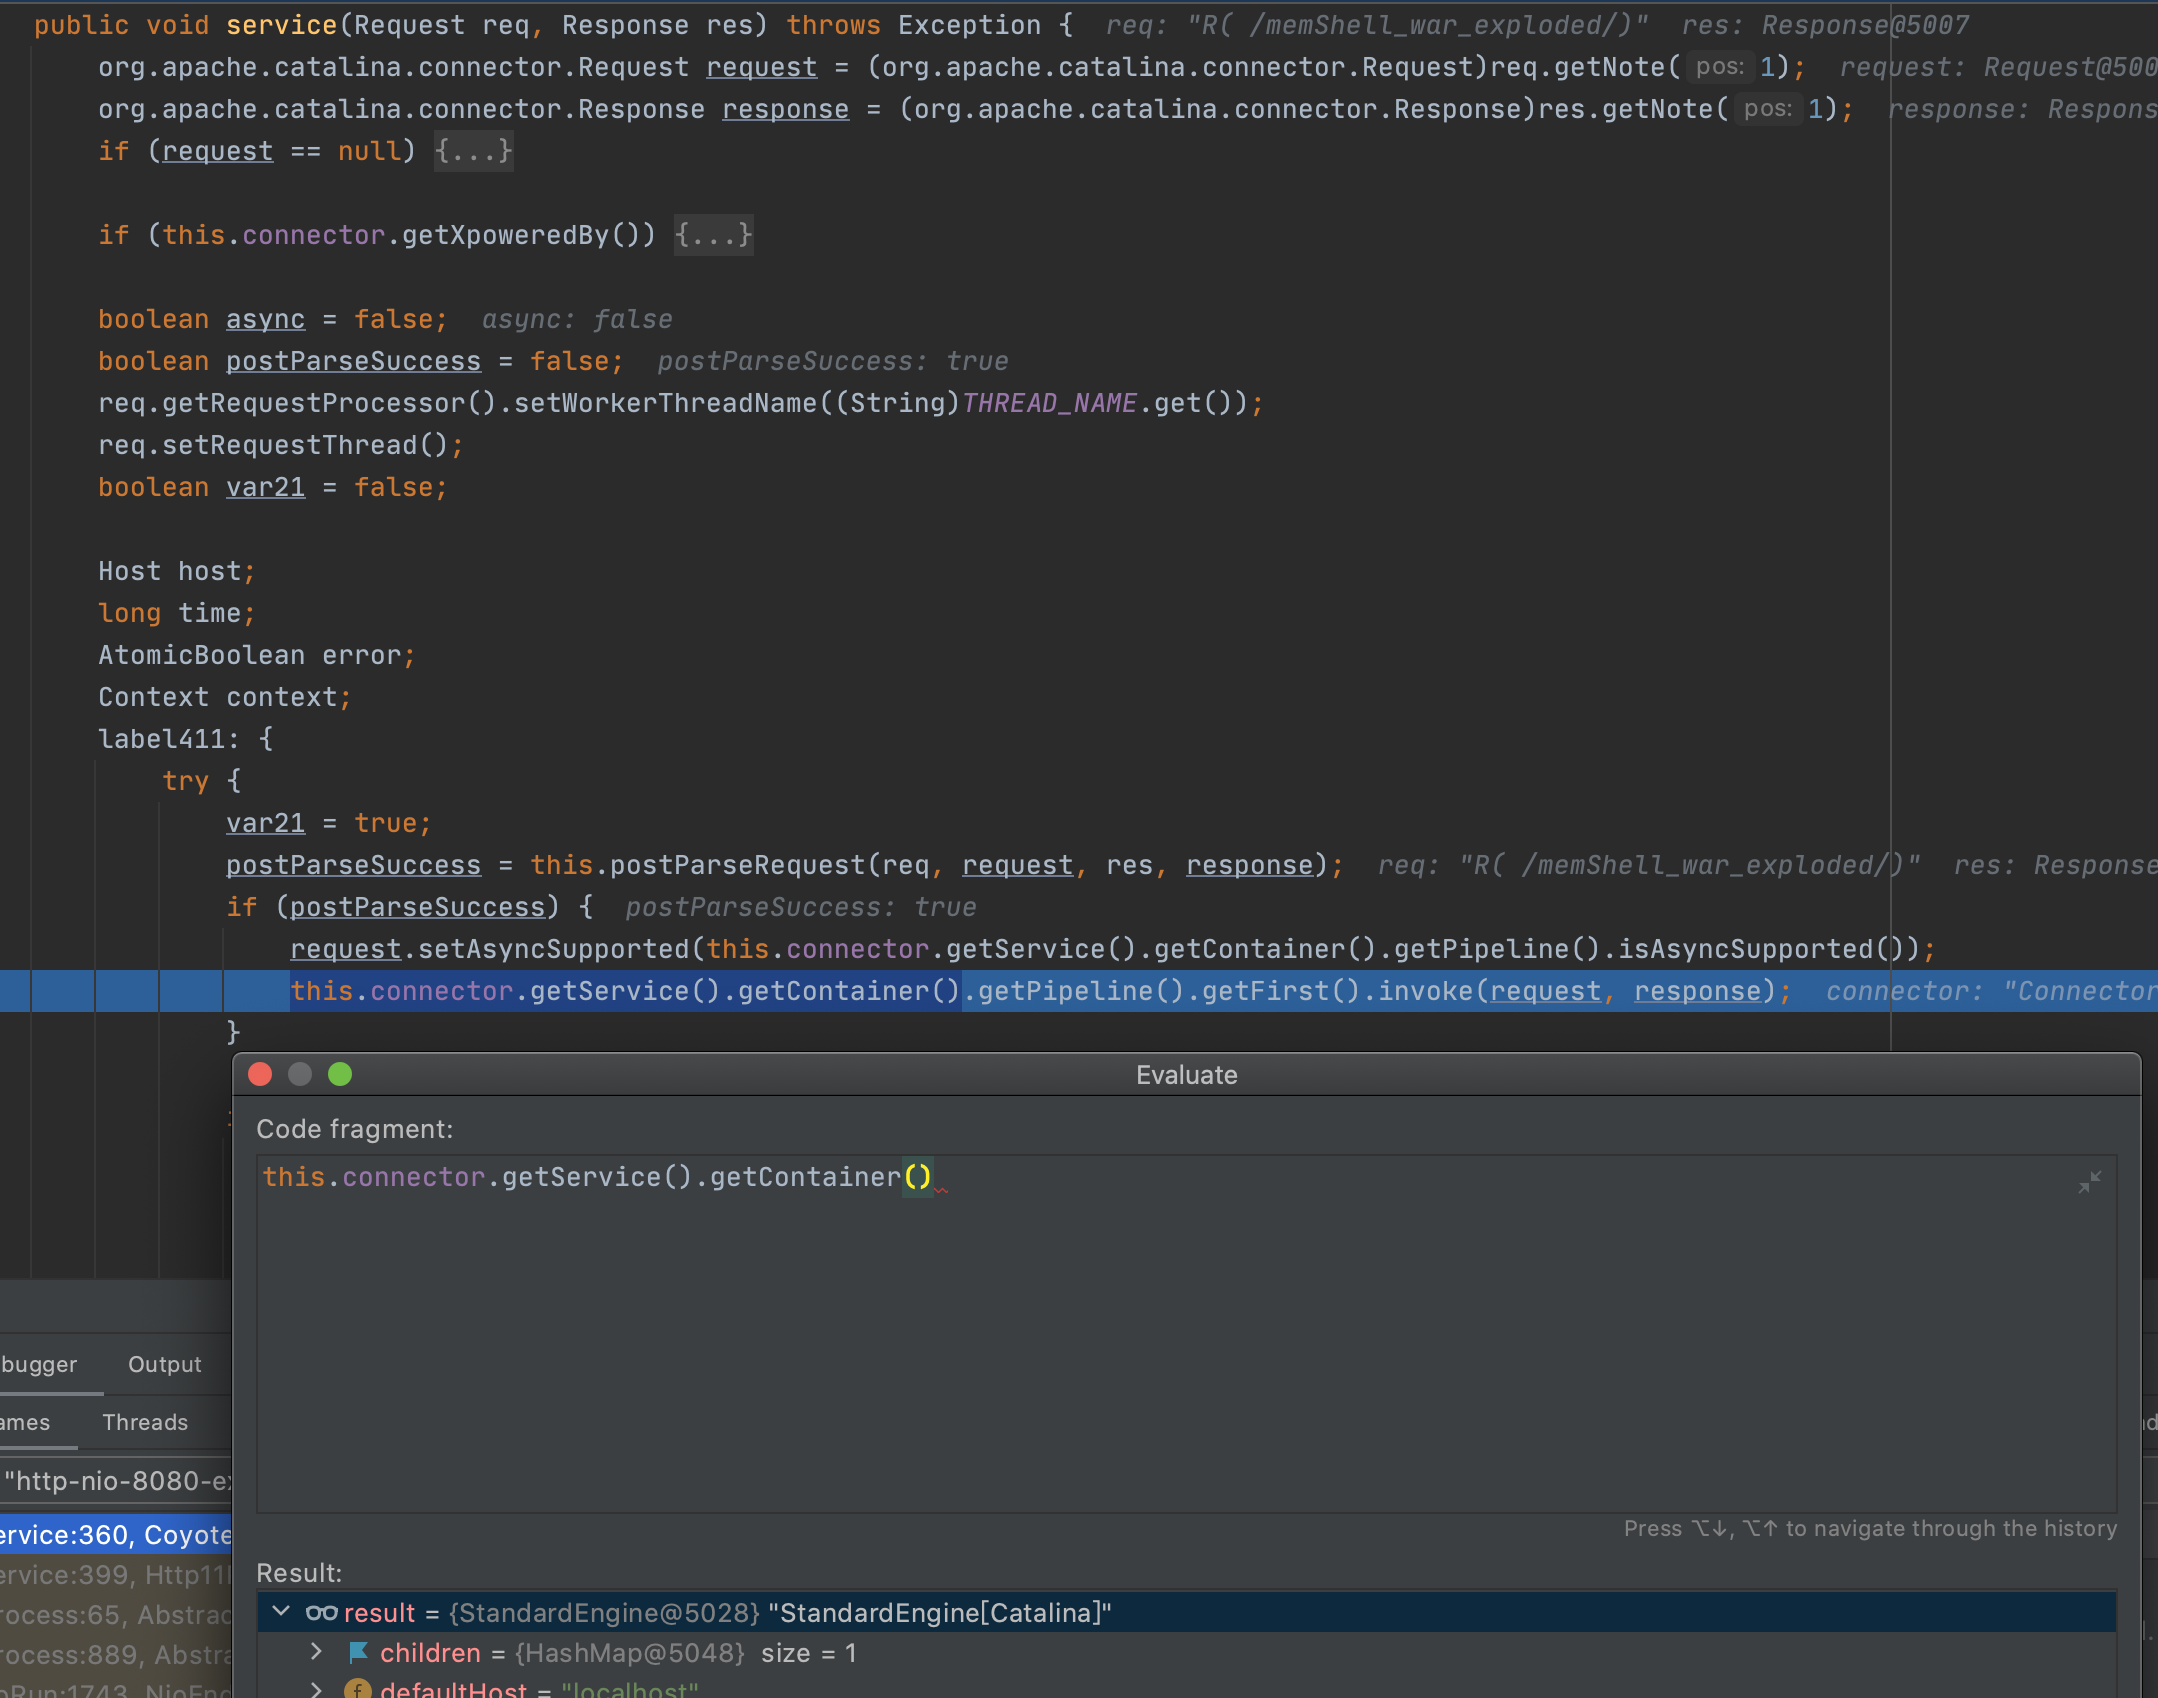 public void service(Request req, Response res) throws Exception {  req: "R( /memShell_war_exploded/)"  res: Response@5007
org.apache.catalina.connector.Request request = (org.apache.catalina.connector.Request)req.getNote( pos: 1);  request: Request@500
org.apache.catalina.connector.Response response = (org.apache.catalina.connector.Response)res.getNote( pos: 1);  response: Respons
if (request == null) {...}
if (this.connector.getXpoweredBy()) {...}
boolean async = false;  async: false
boolean postParseSuccess = false;  postParseSuccess: true
req.getRequestProcessor().setWorkerThreadName((String)THREAD_NAME.get());
req.setRequestThread();
boolean var21 = false;
Host host;
long time;
AtomicBoolean error;
Context context;
label411: {
try {
var21 = true;
postParseSuccess = this.postParseRequest(req, request, res, response);  req: "R( /memShell_war_exploded/)"  res: Response
if (postParseSuccess) {  postParseSuccess: true
request.setAsyncSupported(this.connector.getService().getContainer().getPipeline().isAsyncSupported());
this.connector.getService().getContainer().getPipeline().getFirst().invoke(request, response);  connector: "Connector
}
Evaluate
Code fragment:
this.connector.getService().getContainer()
Press ⌥↓, ⌥↑ to navigate through the history
Result:
result = {StandardEngine@5028} "StandardEngine[Catalina]"
children = {HashMap@5048}  size = 1
f defaultHost = "localhost"
bugger Output
ames Threads
"http-nio-8080-ex
ervice:360, Coyote
ervice:399, Http11
rocess:65, Abstrac
rocess:889, Abstra
oRun:1743, NioEnd